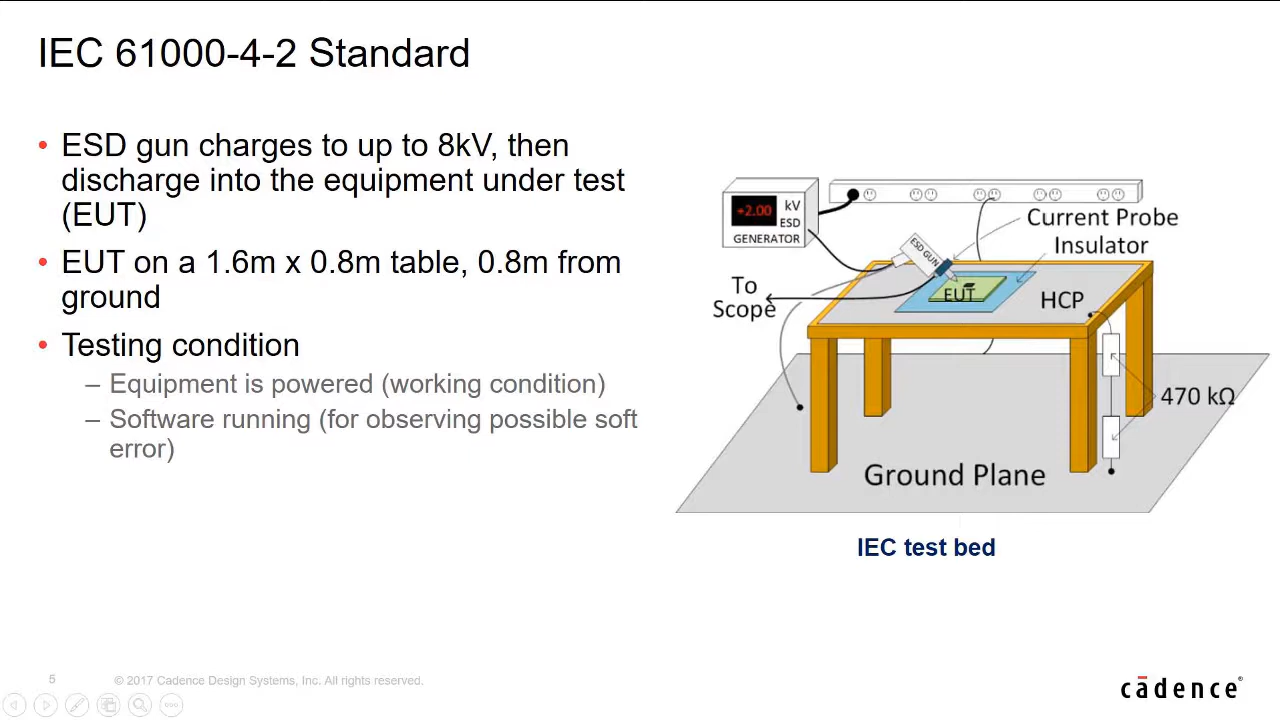 IEC 61000-4-2 Standard
• ESD gun charges to up to 8kV, then
discharge into the equipment under test
(EUT)
• EUT on a 1.6m x 0.8m table, 0.8m from
ground
• Testing condition
– Equipment is powered (working condition)
– Software running (for observing possible soft
error)
+2.00
kV
ESD
GENERATOR
ESD GUN
Current Probe
Insulator
To
Scope
EUT
HCP
470 kΩ
Ground Plane
IEC test bed
5
© 2017 Cadence Design Systems, Inc. All rights reserved.
cādence®